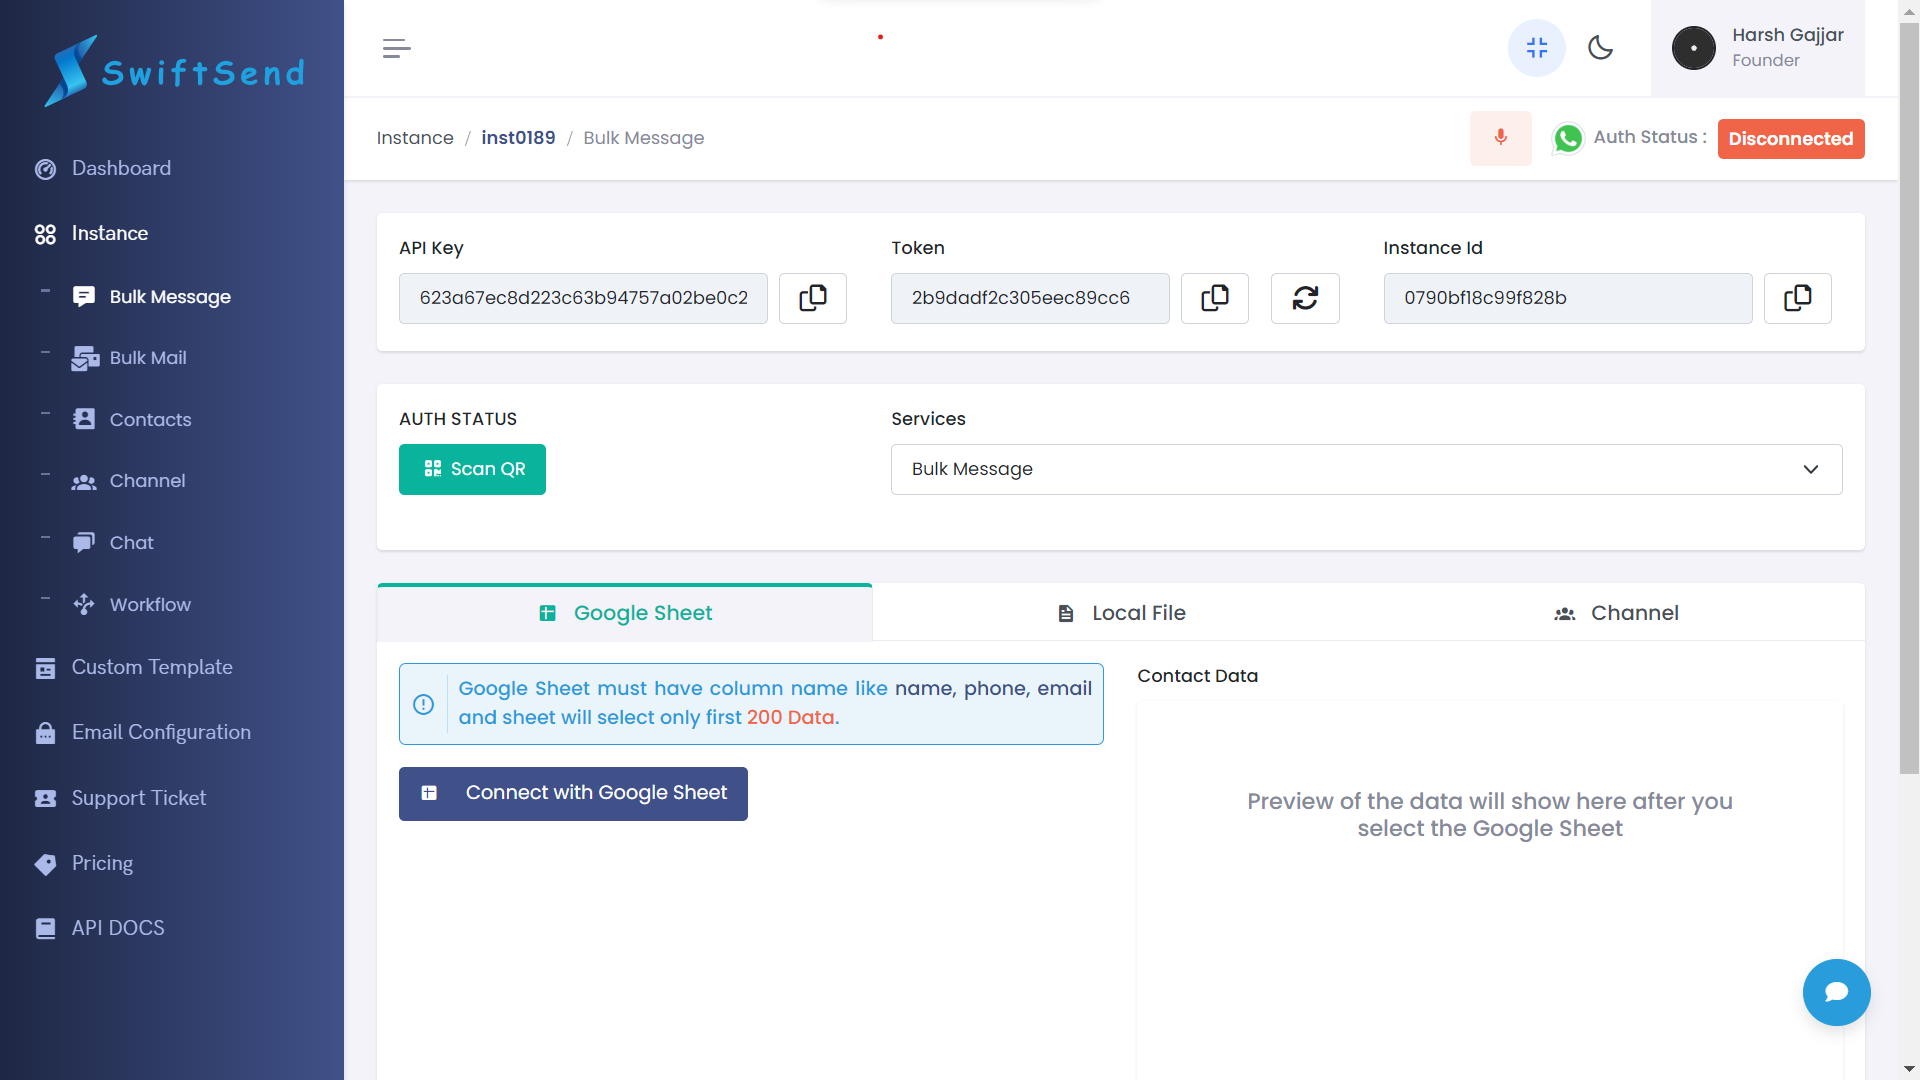 SwiftSend
Dashboard
Instance
Bulk Message
Bulk Mail
Contacts
Channel
Chat
Workflow
Custom Template
Email Configuration
Support Ticket
Pricing
API DOCS
Harsh Gajjar
Founder
Instance / inst0189 / Bulk Message
Auth Status : Disconnected
API Key
623a67ec8d223c63b94757a02be0c2
Token
2b9dadf2c305eec89cc6
Instance Id
0790bf18c99f828b
AUTH STATUS
Scan QR
Services
Bulk Message
Google Sheet
Local File
Channel
Google Sheet must have column name like name, phone, email
and sheet will select only first 200 Data.
Connect with Google Sheet
Contact Data
Preview of the data will show here after you
select the Google Sheet